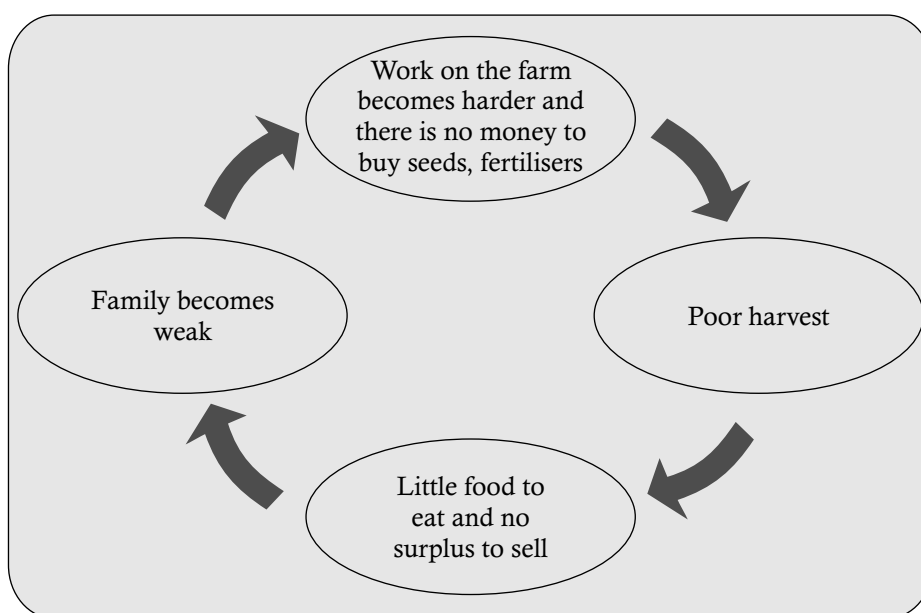 Work on the farm
becomes harder and
there is no money to
buy seeds, fertilisers
Poor harvest
Little food to
eat and no
surplus to sell
Family becomes
weak